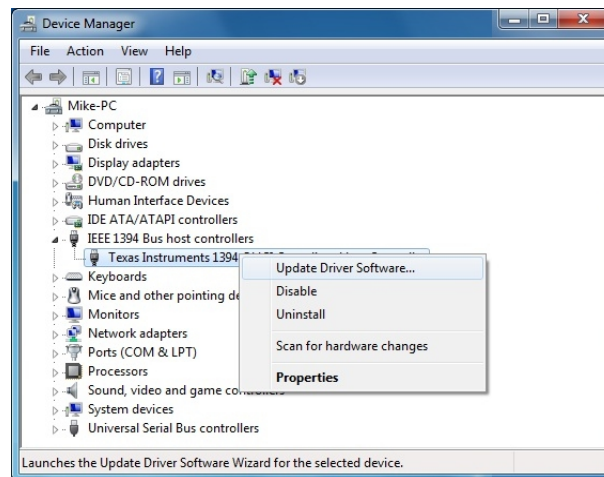 Device Manager
File Action View Help
Mike-PC
Computer
Disk drives
Display adapters
DVD/CD-ROM drives
Human Interface Devices
IDE ATA/ATAPI controllers
IEEE 1394 Bus host controllers
Texas Instruments 1394
Update Driver Software...
Keyboards
Disable
Mice and other pointing de
Uninstall
Monitors
Network adapters
Scan for hardware changes
Ports (COM & LPT)
Properties
Processors
Sound, video and game controllers
System devices
Universal Serial Bus controllers
Launches the Update Driver Software Wizard for the selected device.